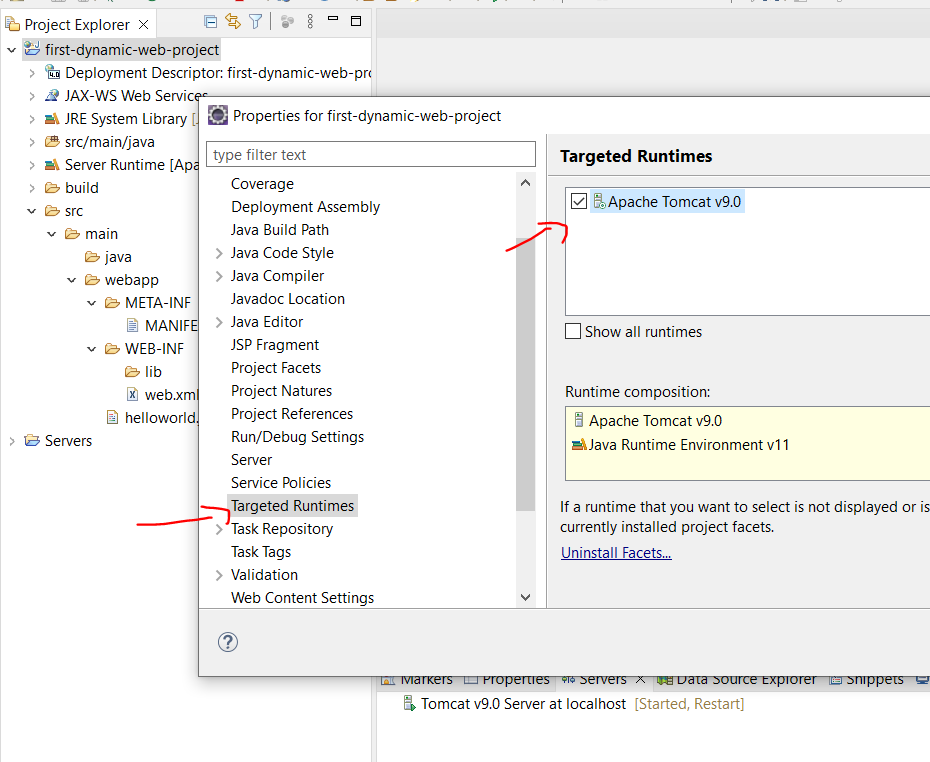 Project Explorer
first-dynamic-web-project
Deployment Descriptor: first-dynamic-web-pro
JAX-WS Web Services
JRE System Library [
src/main/java
Server Runtime [Apa
build
src
main
java
webapp
META-INF
MANIFE
WEB-INF
lib
web.xml
helloworld.
Servers
Properties for first-dynamic-web-project
type filter text
Coverage
Deployment Assembly
Java Build Path
Java Code Style
Java Compiler
Javadoc Location
Java Editor
JSP Fragment
Project Facets
Project Natures
Project References
Run/Debug Settings
Server
Service Policies
Targeted Runtimes
Task Repository
Task Tags
Validation
Web Content Settings
Targeted Runtimes
Apache Tomcat v9.0
Show all runtimes
Runtime composition:
Apache Tomcat v9.0
Java Runtime Environment v11
If a runtime that you want to select is not displayed or is
currently installed project facets.
Uninstall Facets...
Markers Properties Servers Data Source Explorer Snippets
Tomcat v9.0 Server at localhost [Started, Restart]